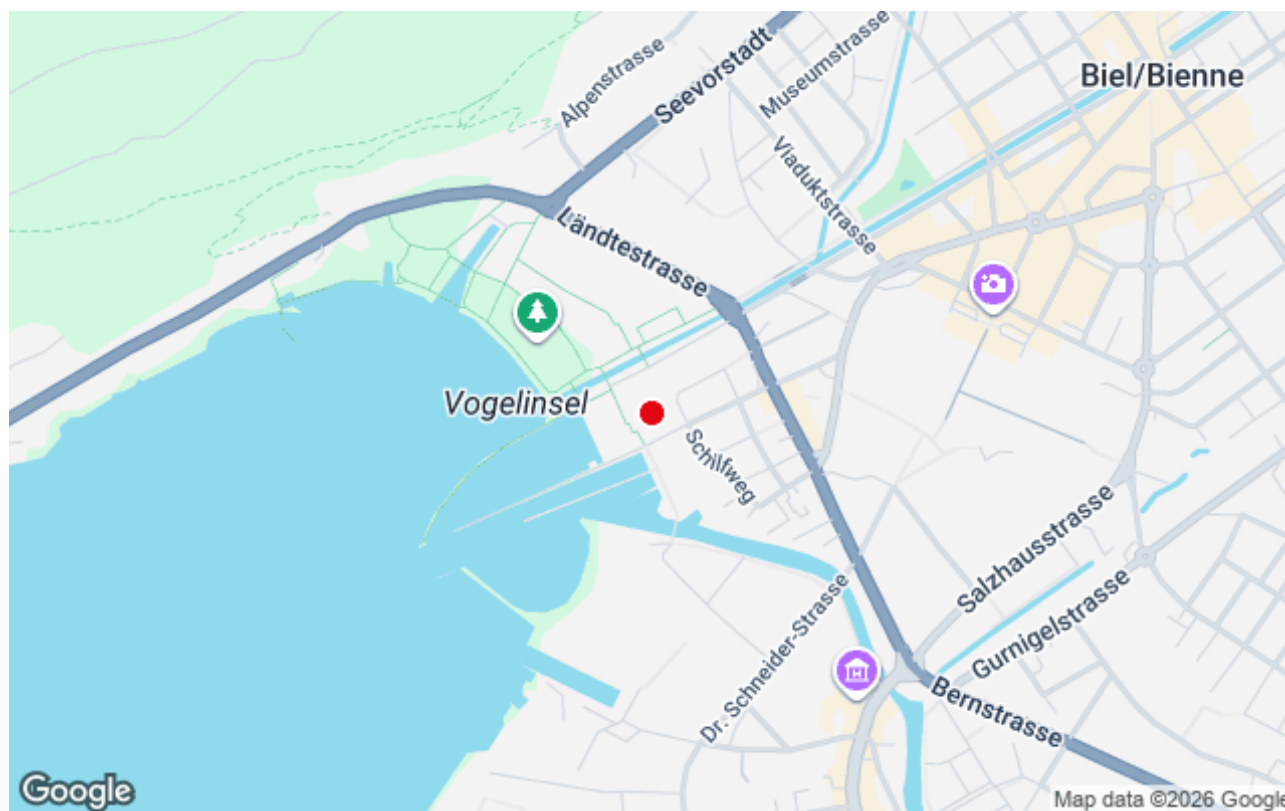 Alpenstrasse
Seevorstadt
Museumstrasse
Biel/Bienne
Viaduktstrasse
Ländtestrasse
Vogelinsel
Schilfweg
Salzhausstrasse
Dr. Schneider-Strasse
Gurnigelstrasse
Bernstrasse
H
Google
Map data ©2026 Google